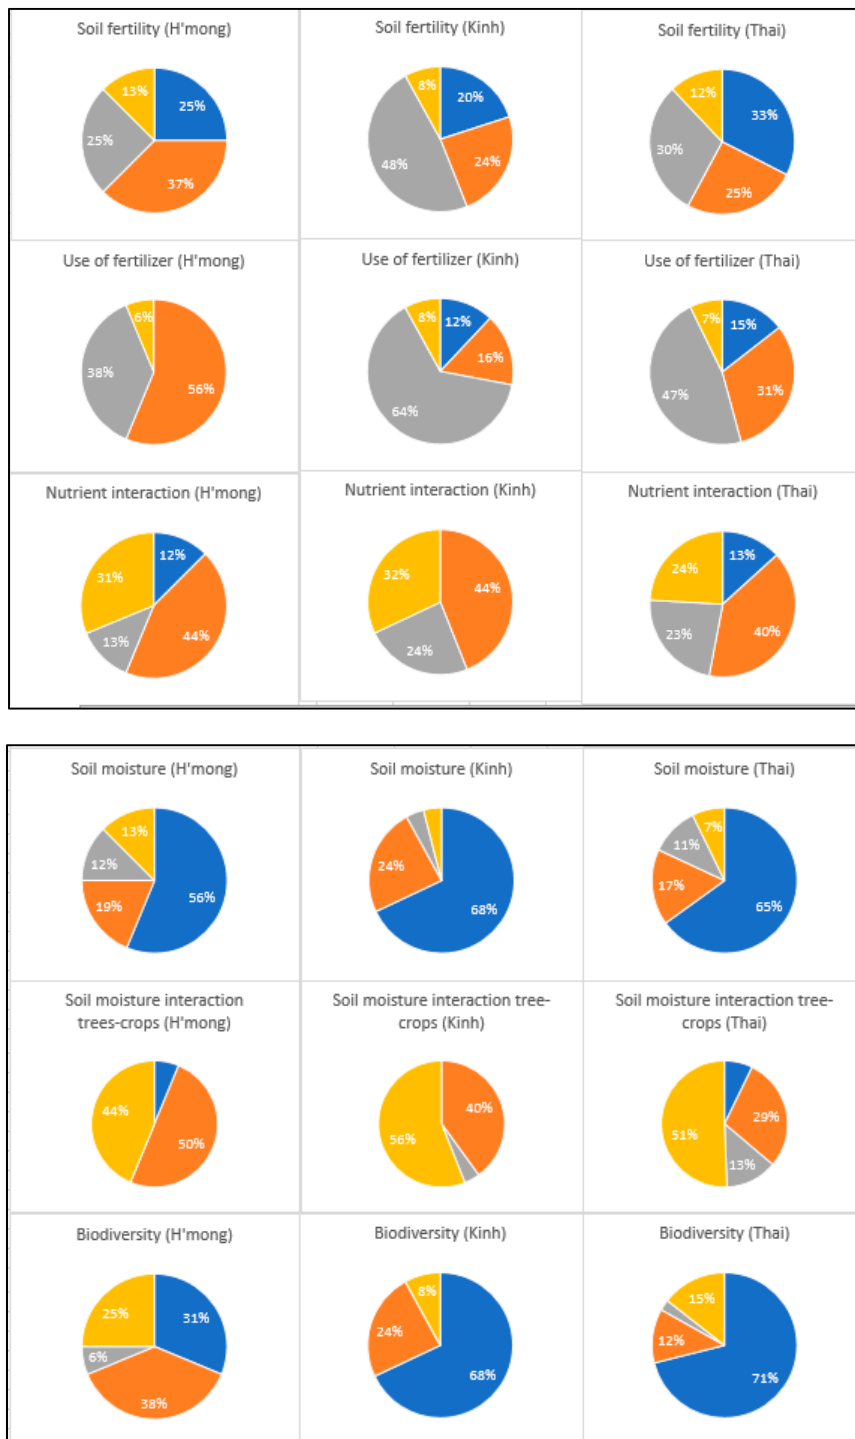 Soil fertility (H'mong)
13%
25%
25%
37%
Soil fertility (Kinh)
8%
20%
48%
24%
Soil fertility (Thai)
12%
33%
30%
25%
Use of fertilizer (H'mong)
6%
38%
56%
Use of fertilizer (Kinh)
8%
12%
16%
64%
Use of fertilizer (Thai)
7%
15%
31%
47%
Nutrient interaction (H'mong)
12%
31%
13%
44%
Nutrient interaction (Kinh)
32%
44%
24%
Nutrient interaction (Thai)
13%
24%
23%
40%
Soil moisture (H'mong)
13%
12%
19%
56%
Soil moisture (Kinh)
24%
68%
Soil moisture (Thai)
7%
11%
17%
65%
Soil moisture interaction
trees-crops (H'mong)
44%
50%
Soil moisture interaction tree-
crops (Kinh)
40%
56%
Soil moisture interaction tree-
crops (Thai)
29%
51%
13%
Biodiversity (H'mong)
25%
31%
6%
38%
Biodiversity (Kinh)
8%
24%
68%
Biodiversity (Thai)
15%
12%
71%